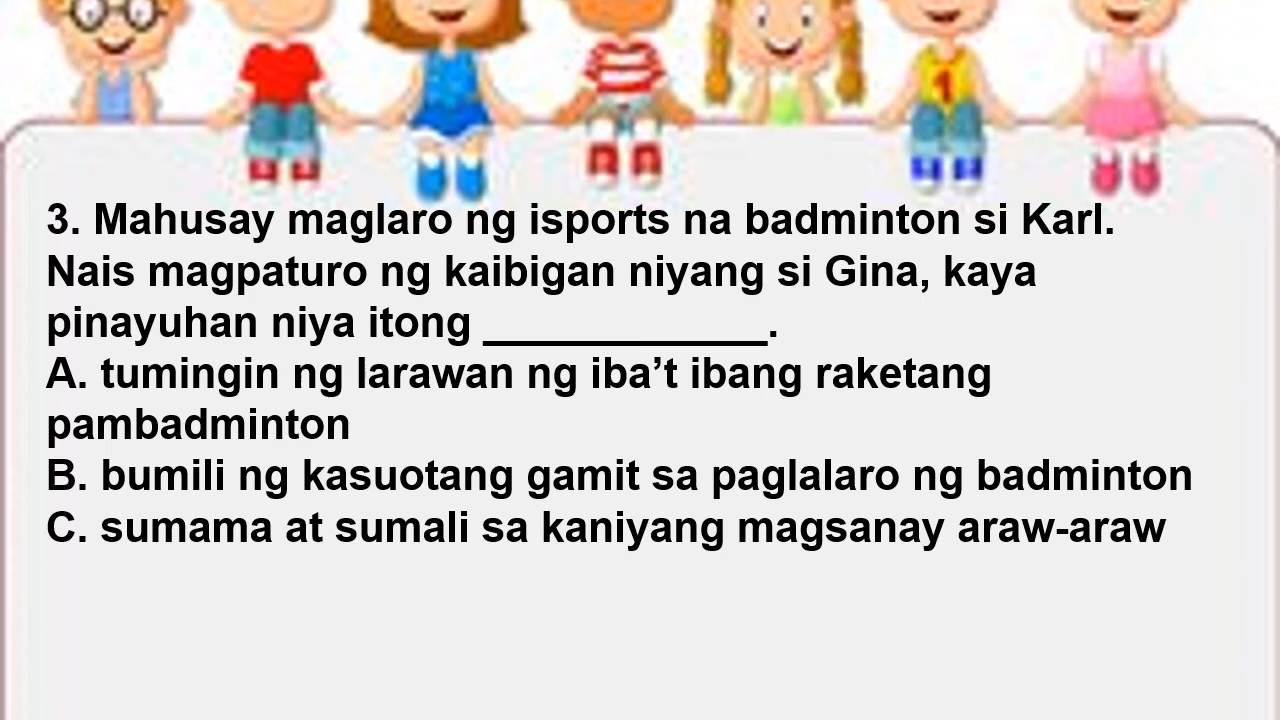 1
3. Mahusay maglaro ng isports na badminton si Karl.
Nais magpaturo ng kaibigan niyang si Gina, kaya
pinayuhan niya itong ____________.
A. tumingin ng larawan ng iba’t ibang raketang
pambadminton
B. bumili ng kasuotang gamit sa paglalaro ng badminton
C. sumama at sumali sa kaniyang magsanay araw-araw